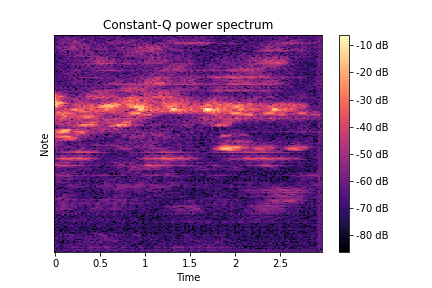 Constant-Q power spectrum
-10 dB
-20 dB
-30 dB
-40 dB
-50 dB
-60 dB
-70 dB
-80 dB
Note
0
0.5
1
1.5
2
2.5
Time